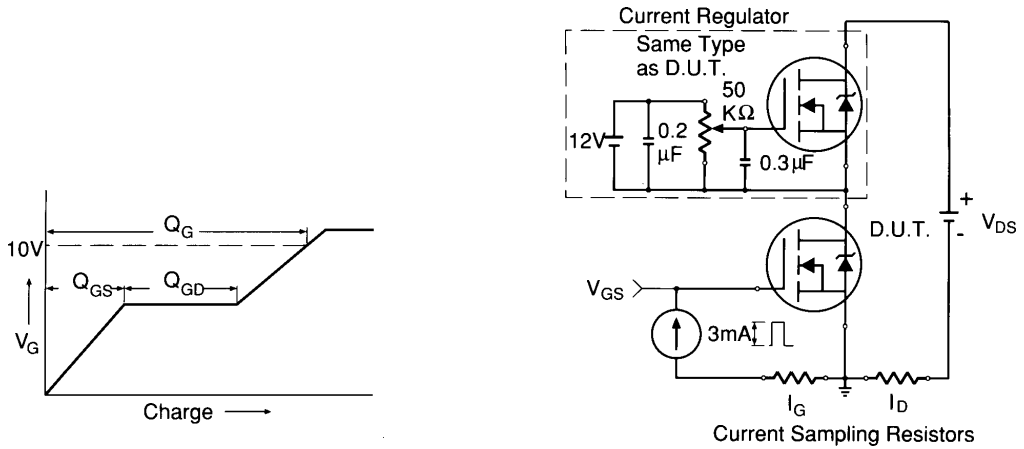 Q_G
10V
Q_GS
Q_GD
V_G
Charge
Current Regulator
Same Type
as D.U.T.
50
KΩ
12V
0.2
µF
0.3µF
D.U.T.
+
-
V_DS
V_GS
3mA
I_G
I_D
Current Sampling Resistors